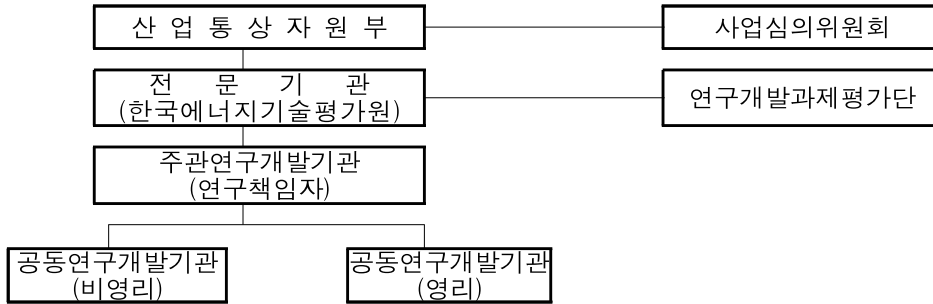 산 업 통 상 자 원 부
사업심의위원회
전 문 기 관
(한국에너지기술평가원)
연구개발과제평가단
주관연구개발기관
(연구책임자)
공동연구개발기관
(비영리)
공동연구개발기관
(영리)